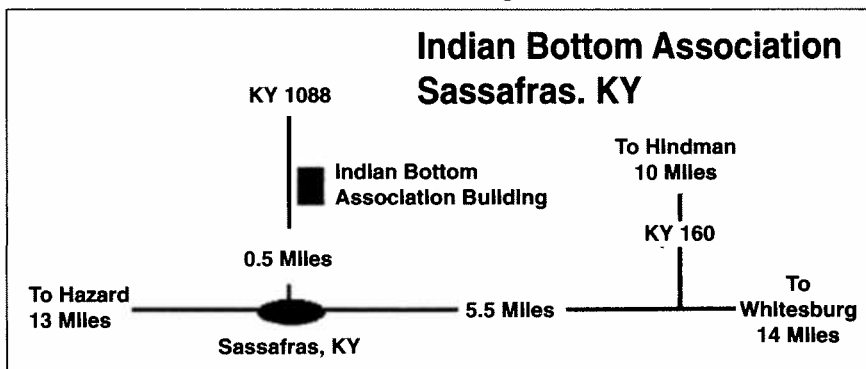 Indian Bottom Association
Sassafras. KY
KY 1088
Indian Bottom
Association Building
To Hindman
10 Miles
KY 160
0.5 Miles
To Hazard
13 Miles
Sassafras, KY
5.5 Miles
To
Whitesburg
14 Miles